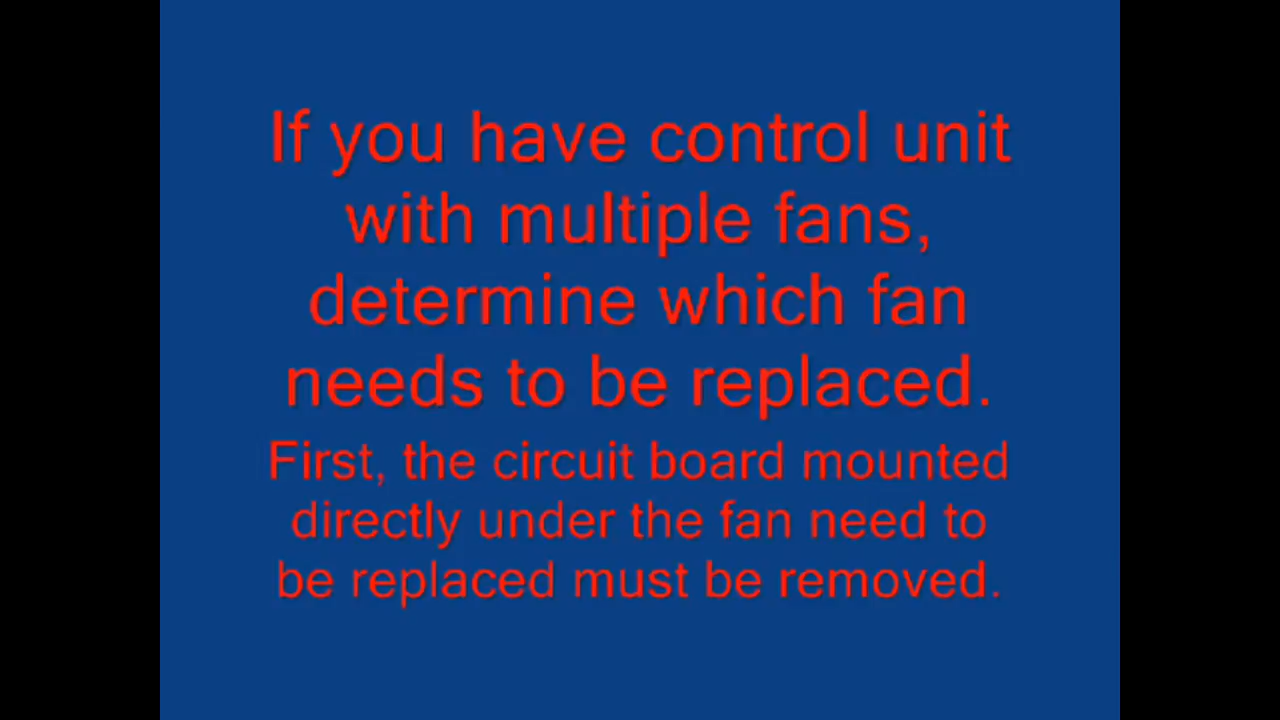 If you have control unit
with multiple fans,
determine which fan
needs to be replaced.
First, the circuit board mounted
directly under the fan need to
be replaced must be removed.